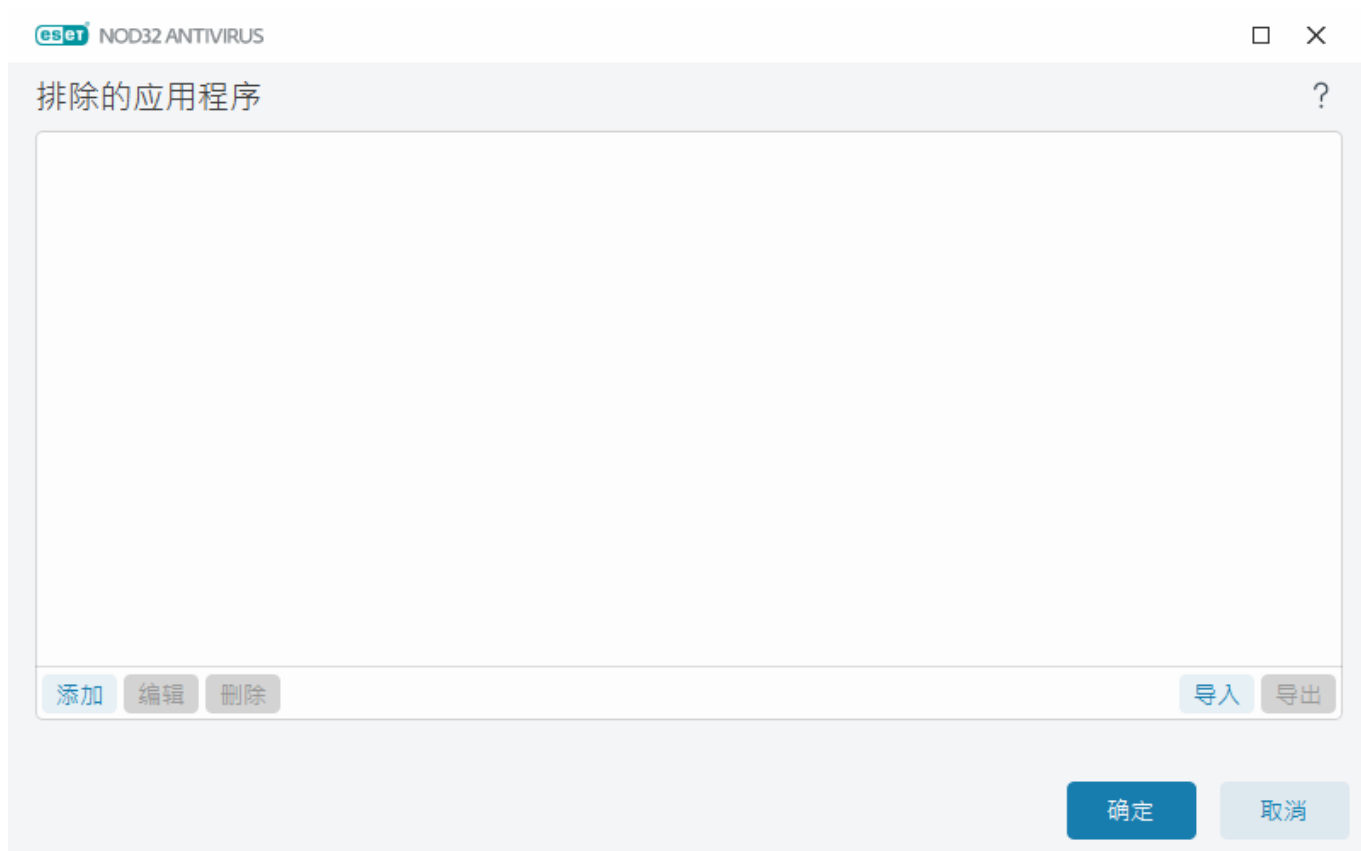 eset NOD32 ANTIVIRUS
排除的应用程序 ?
添加 编辑 删除 导入 导出
确定 取消